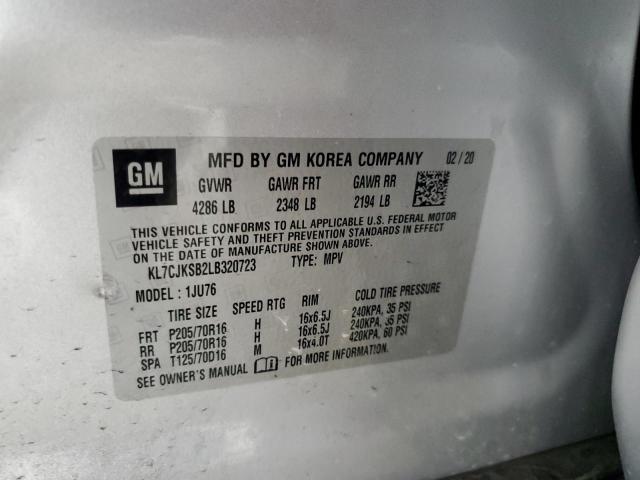 GM MFD BY GM KOREA COMPANY 02/20
GVWR GAWR FRT GAWR RR
4286 LB 2348 LB 2194 LB
THIS VEHICLE CONFORMS TO ALL APPLICABLE U.S. FEDERAL MOTOR
VEHICLE SAFETY AND THEFT PREVENTION STANDARDS IN EFFECT
ON THE DATE OF MANUFACTURE SHOWN ABOVE.
KL7CJKSB2LB320723 TYPE: MPV
MODEL : 1JU76
TIRE SIZE SPEED RTG RIM COLD TIRE PRESSURE
FRT P205/70R16 H 16x6.5J 240KPA, 35 PSI
RR P205/70R16 H 16x6.5J 240KPA, 35 PSI
SPA T125/70D16 M 16x4.0T 420KPA, 60 PSI
SEE OWNER'S MANUAL FOR MORE INFORMATION.